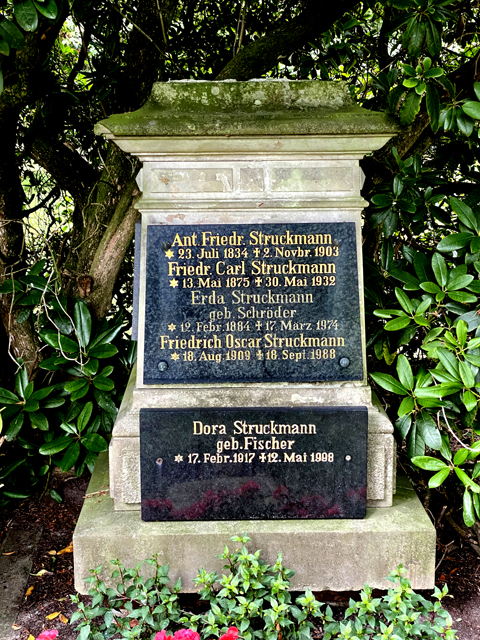 Ant. Friedr. Struckmann
* 23. Juli 1834 ✝ 2. Novbr. 1903
Friedr. Carl Struckmann
* 13. Mai 1875 ✝ 30. Mai 1932
Erda Struckmann
geb. Schröder
* 12. Febr. 1884 ✝ 17. März 1974
Friedrich Oscar Struckmann
* 18. Aug. 1909 ✝ 18. Sept. 1988
Dora Struckmann
geb. Fischer
* 17. Febr. 1917 ✝ 12. Mai 1998